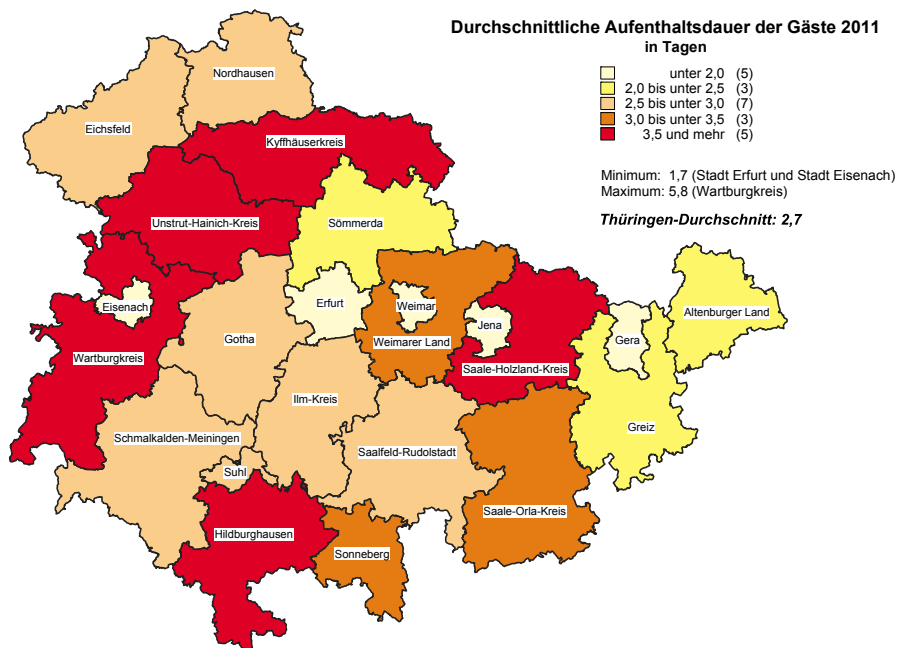 Durchschnittliche Aufenthaltsdauer der Gäste 2011
in Tagen
unter 2,0 (5)
2,0 bis unter 2,5 (3)
2,5 bis unter 3,0 (7)
3,0 bis unter 3,5 (3)
3,5 und mehr (5)
Minimum: 1,7 (Stadt Erfurt und Stadt Eisenach)
Maximum: 5,8 (Wartburgkreis)
Thüringen-Durchschnitt: 2,7
Nordhausen
Eichsfeld
Kyffhäuserkreis
Unstrut-Hainich-Kreis
Sömmerda
Eisenach
Erfurt
Weimar
Altenburger Land
Jena
Gera
Gotha
Weimarer Land
Wartburgkreis
Saale-Holzland-Kreis
Ilm-Kreis
Greiz
Schmalkalden-Meiningen
Saalfeld-Rudolstadt
Suhl
Saale-Orla-Kreis
Hildburghausen
Sonneberg